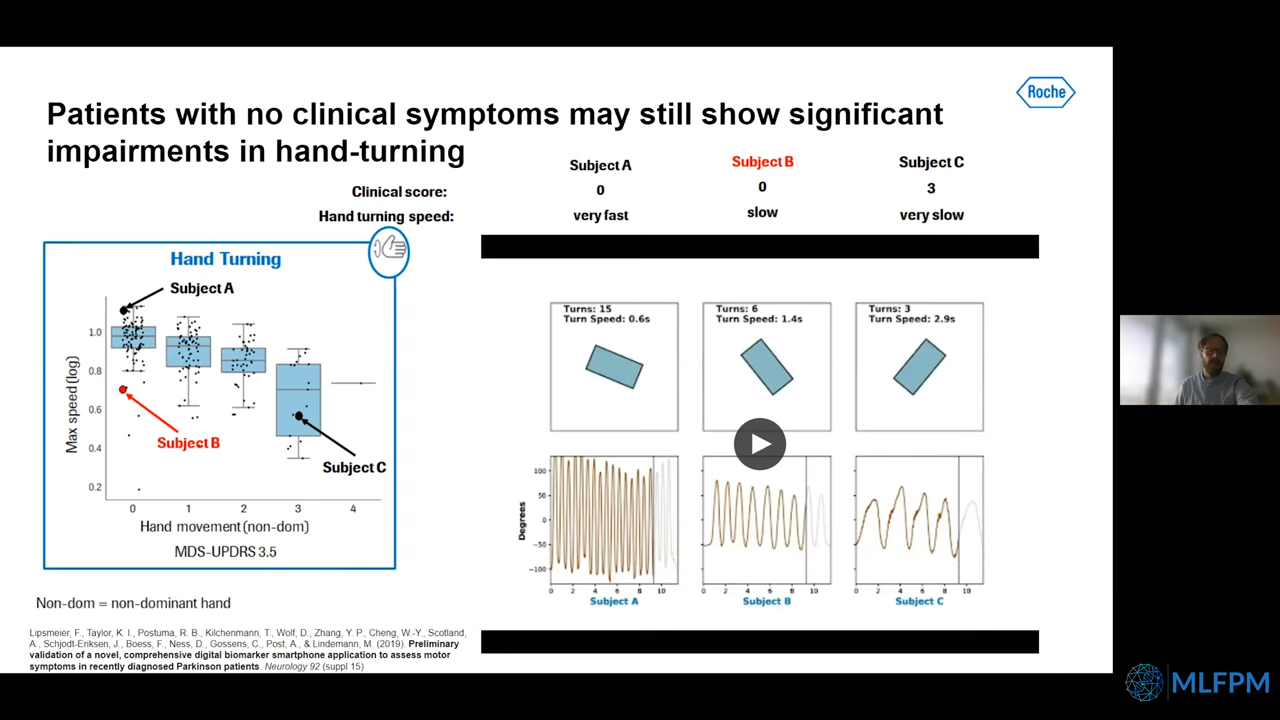 Patients with no clinical symptoms may still show significant
impairments in hand-turning
Roche
Subject A
Subject B
Subject C
Clinical score:
0
0
3
Hand turning speed:
very fast
slow
very slow
Hand Turning
Subject A
Subject B
Subject C
Max speed (log)
1.0
0.8
0.6
0.4
0.2
0
1
2
3
4
Hand movement (non-dom)
MDS-UPDRS 3.5
Turns: 15
Turn Speed: 0.6s
Turns: 6
Turn Speed: 1.4s
Turns: 3
Turn Speed: 2.9s
Degrees
100
50
0
−50
−100
0 2 4 6 8 10
0 2 4 6 8 10
0 2 4 6 8 10
Subject A
Subject B
Subject C
Non-dom = non-dominant hand
Lipsmeier, F., Taylor, K. I., Postuma, R. B., Kilchenmann, T., Wolf, D., Zhang, Y. P., Cheng, W.-Y., Scotland,
A., Schjodt-Eriksen, J., Boess, F., Ness, D., Gossens, C., Post, A., & Lindemann, M. (2019). Preliminary
validation of a novel, comprehensive digital biomarker smartphone application to assess motor
symptoms in recently diagnosed Parkinson patients. Neurology 92 (suppl 15)
MLFPM